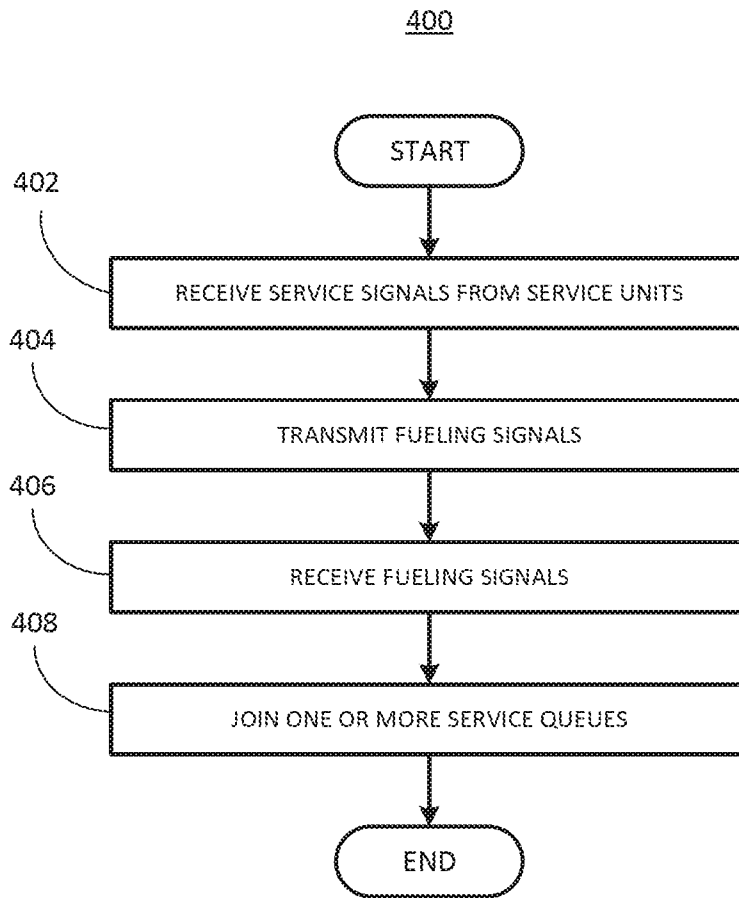 400
START
402
RECEIVE SERVICE SIGNALS FROM SERVICE UNITS
404
TRANSMIT FUELING SIGNALS
406
RECEIVE FUELING SIGNALS
408
JOIN ONE OR MORE SERVICE QUEUES
END